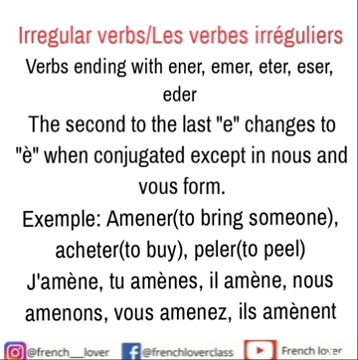 Irregular verbs/Les verbes irréguliers
Verbs ending with ener, emer, eter, eser,
eder
The second to the last "e" changes to
"è" when conjugated except in nous and
vous form.
Exemple: Amener(to bring someone),
acheter(to buy), peler(to peel)
J'amène, tu amènes, il amène, nous
amenons, vous amenez, ils amènent
@french__lover @frenchloverclass French lover